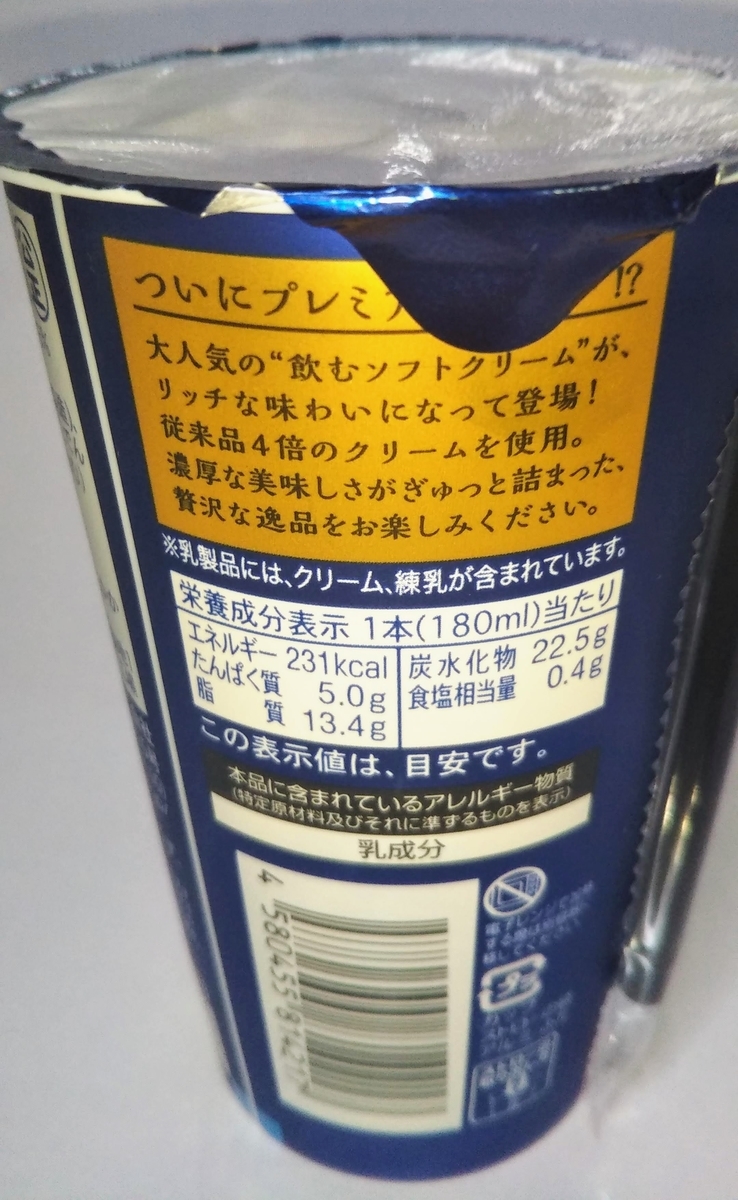 ついにプレミア
!?
大人気の“飲むソフトクリーム”が、
リッチな味わいになって登場！
従来品4倍のクリームを使用。
濃厚な美味しさがぎゅっと詰まった、
贅沢な逸品をお楽しみください。
※乳製品には、クリーム、練乳が含まれています。
栄養成分表示 1本(180ml)当たり
エネルギー 231kcal
たんぱく質 5.0g
脂質 13.4g
炭水化物 22.5g
食塩相当量 0.4g
この表示値は、目安です。
本品に含まれているアレルギー物質
(特定原材料及びそれに準ずるものを表示)
乳成分
4 580455 814217